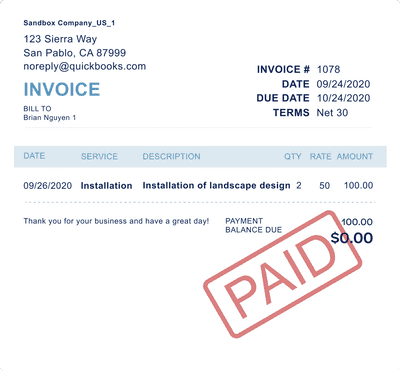 Sandbox Company_US_1
123 Sierra Way
San Pablo, CA 87999
noreply@quickbooks.com
INVOICE
BILL TO
Brian Nguyen 1
INVOICE # 1078
DATE 09/24/2020
DUE DATE 10/24/2020
TERMS Net 30
DATE SERVICE DESCRIPTION QTY RATE AMOUNT
09/26/2020 Installation Installation of landscape design 2 50 100.00
Thank you for your business and have a great day! PAYMENT 100.00
BALANCE DUE $0.00
PAID